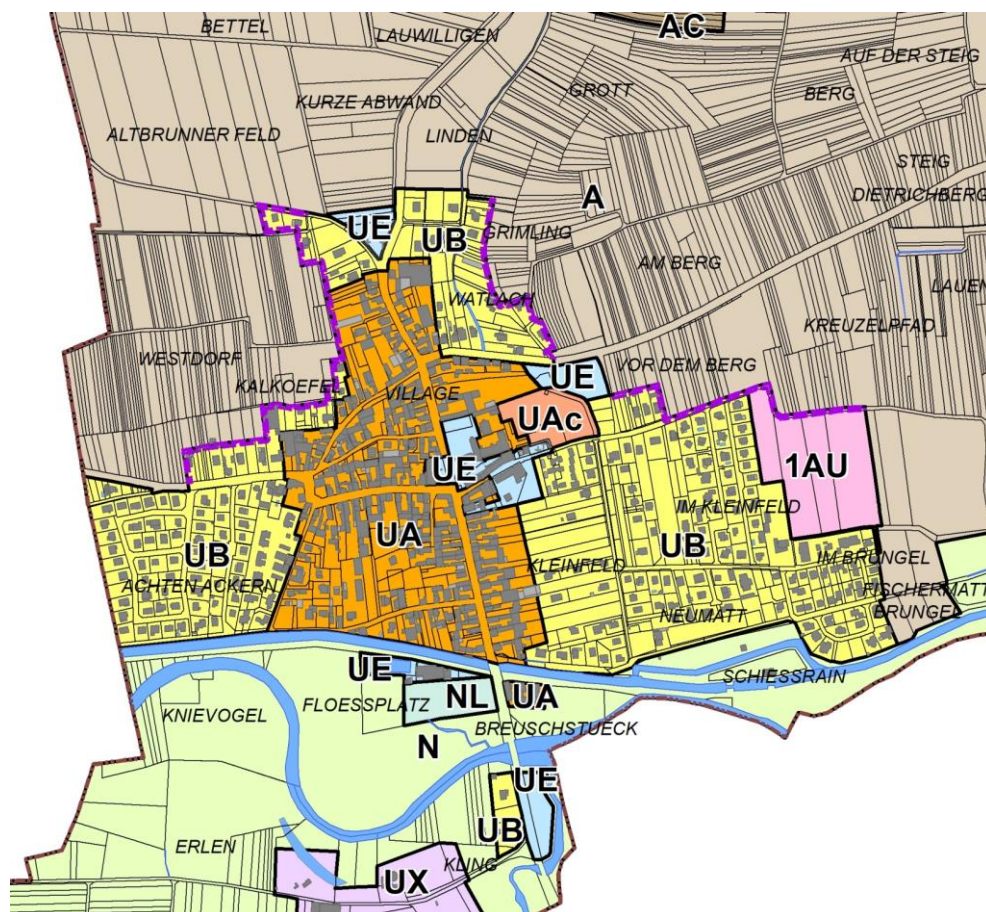 BETTEL
LAUWILLIGEN
AC
AUF DER STEIG
KURZE ABWAND
GROTT
BERG
ALTBRUNNER FELD
LINDEN
STEIG
A
DIETRICHBERG
UE
GRIMLING
UB
AM BERG
LAUEN
WATLACH
KREUZELPFAD
WESTDORF
VOR DEM BERG
KALKOEFEL
VILLAGE
UE
UAc
UE
1AU
IM KLEINFELD
UA
UB
UB
KLEINFELD
IM BRUNGEL
ACHTEN ACKERN
FISCHERMATT
NEUMATT
BRUNGEL
UE
SCHIESSRAIN
NL
UA
FLOESSPLATZ
KNIEVOGEL
BREUSCHSTUECK
N
UE
UB
ERLEN
KLING
UX